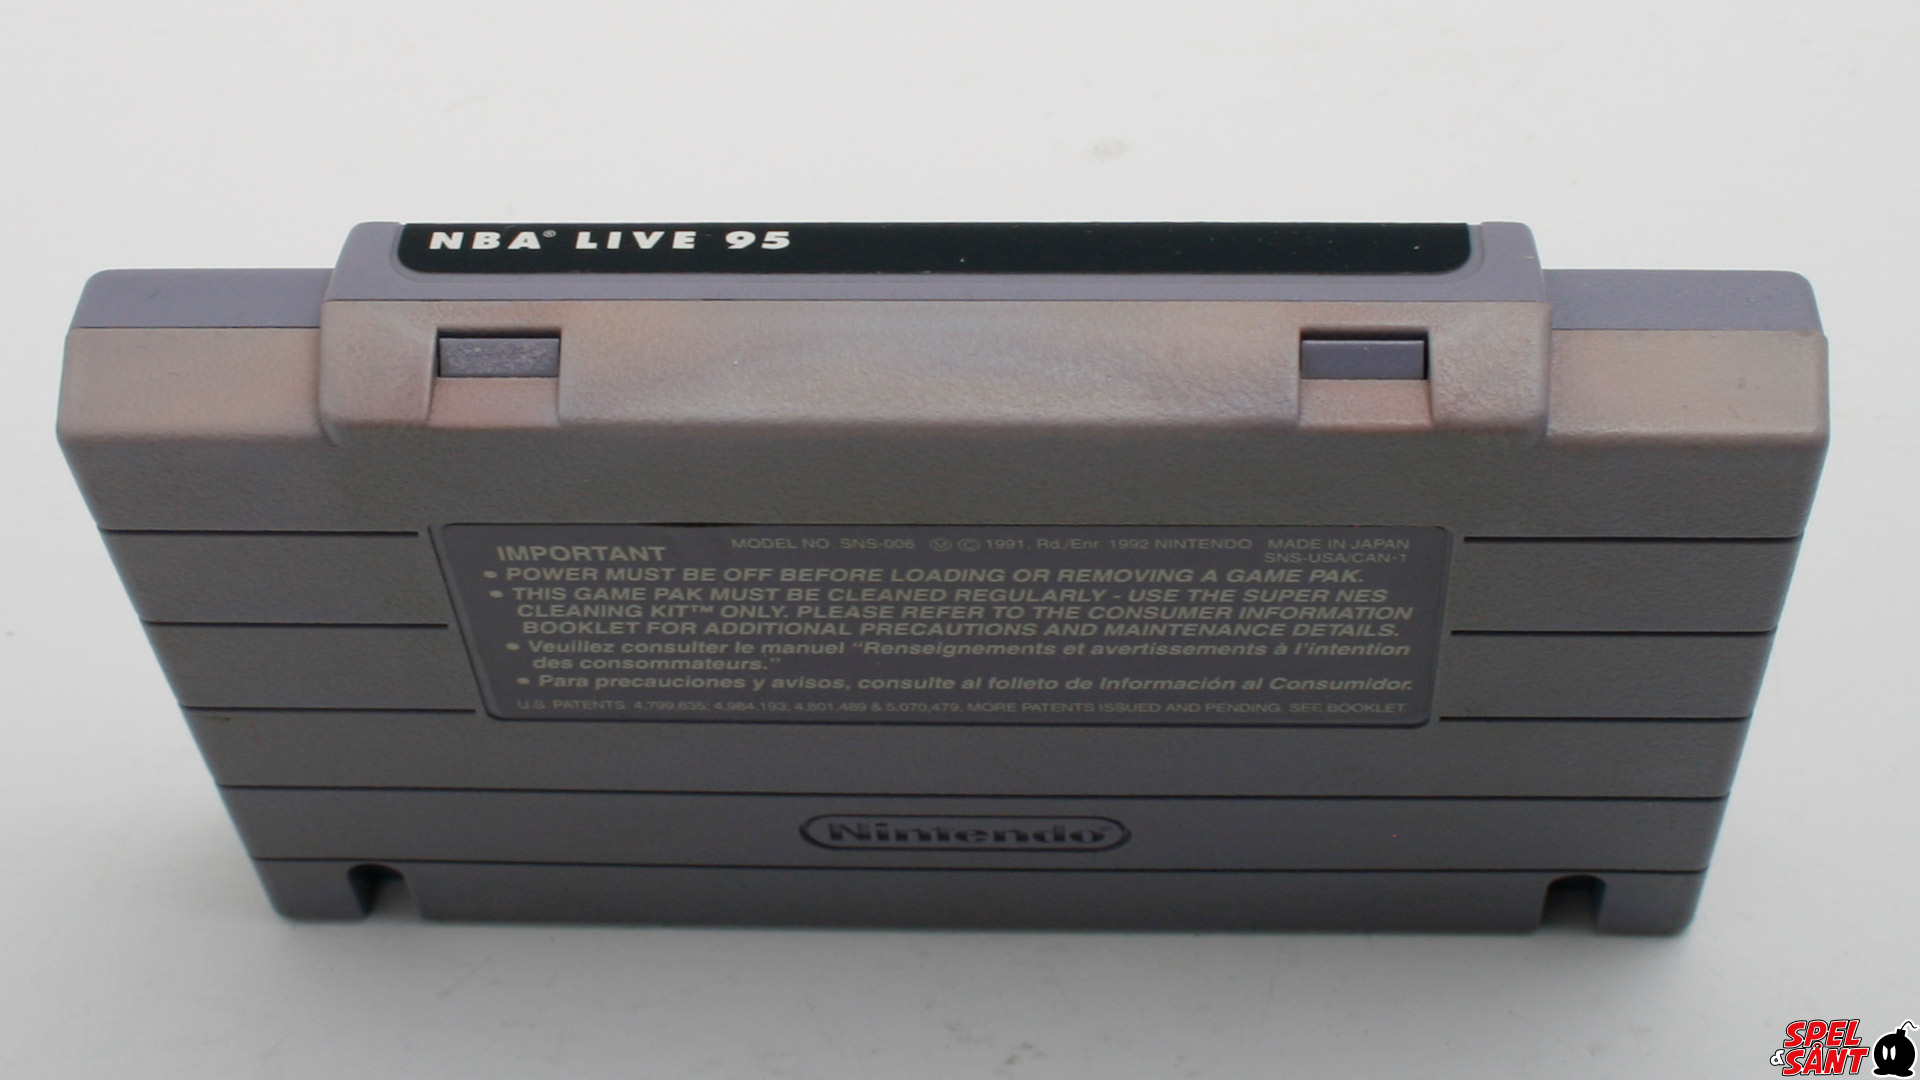 NBA® LIVE 95
IMPORTANT
MODEL NO. SNS-006 Ⓜ © 1991, Rd./Enr. 1992 NINTENDO MADE IN JAPAN
SNS-USA/CAN-1
• POWER MUST BE OFF BEFORE LOADING OR REMOVING A GAME PAK.
• THIS GAME PAK MUST BE CLEANED REGULARLY - USE THE SUPER NES
CLEANING KIT™ ONLY. PLEASE REFER TO THE CONSUMER INFORMATION
BOOKLET FOR ADDITIONAL PRECAUTIONS AND MAINTENANCE DETAILS.
• Veuillez consulter le manuel "Renseignements et avertissements à l'intention
des consommateurs."
• Para precauciones y avisos, consulte al folleto de Información al Consumidor.
U.S. PATENTS: 4,799,635; 4,984,193; 4,801,489 & 5,070,479. MORE PATENTS ISSUED AND PENDING. SEE BOOKLET
Nintendo
SPEL
& SÅNT